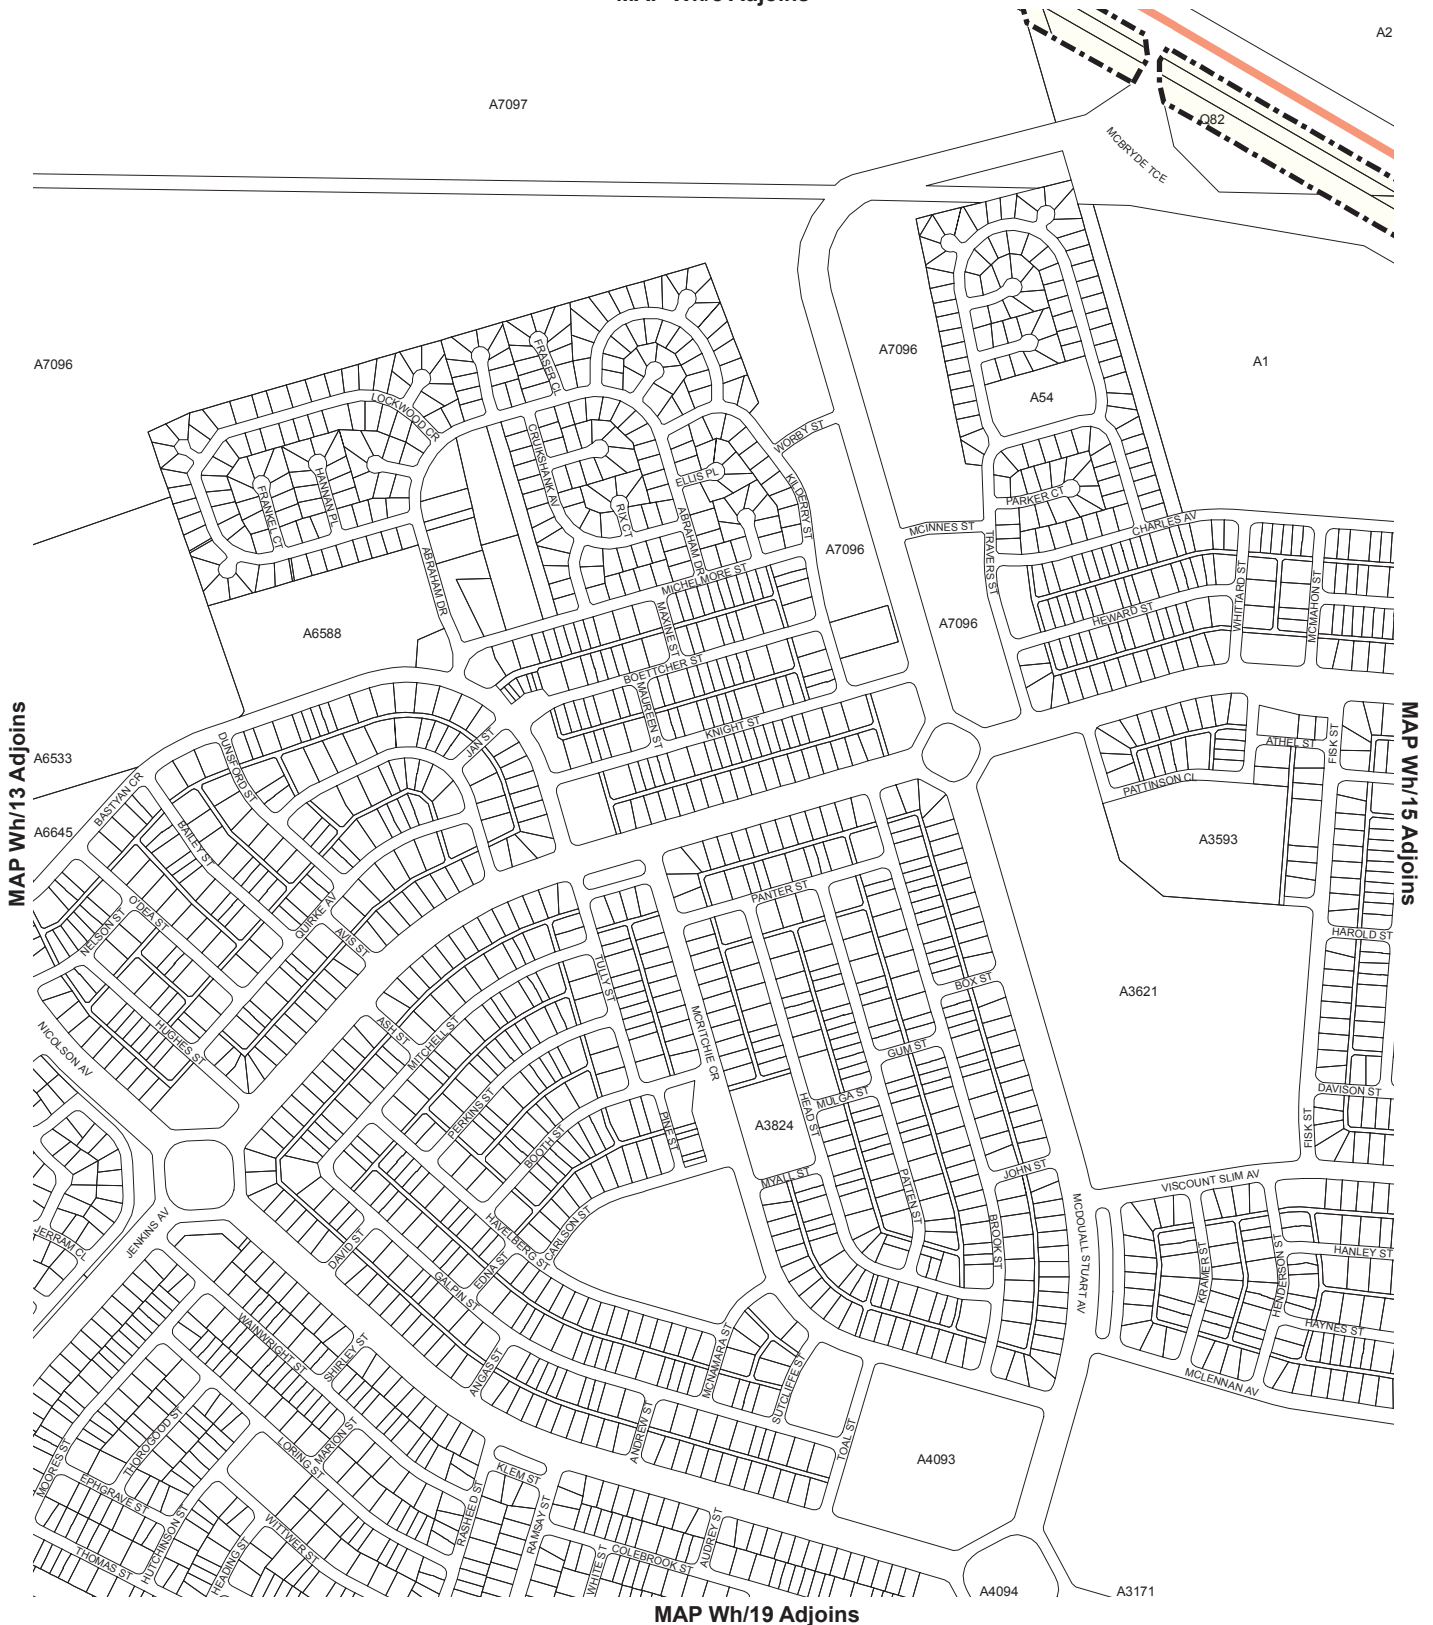 A2
A7097
Q82
MCBRYDE TCE
A7096
A7096
A1
FRASER CL
LOCKWOOD CR
A54
CRUIKSHANK AV
WORBY ST
ELLIS PL
HANNAN PL
FRANKEL CT
KILDERRY ST
RIX CT
PARKER CT
ABRAHAM DR
MCINNES ST
TRAVERS ST
CHARLES AV
A7096
ABRAHAM DR
MICHELMORE ST
WHITTARD ST
MCMAHON ST
MAXINE ST
HEWARD ST
A7096
A6588
BOETTCHER ST
MAUREEN ST
KNIGHT ST
MAP Wh/13 Adjoins
MAP Wh/15 Adjoins
A6533
DUNSFORD ST
JAN ST
ATHEL ST
FISK ST
BASTYAN CR
PATTINSON CL
A6645
BAILEY ST
A3593
PANTER ST
QUIRKE AV
O'DEA ST
NELSON ST
AVIS ST
HAROLD ST
TULLY ST
BOX ST
A3621
NICOLSON AV
HUGHES ST
ASH ST
MITCHELL ST
MCRITCHIE CR
GUM ST
DAVISON ST
PERKINS ST
MULGA ST
HEAD ST
A3824
PINE ST
FISK ST
BOOTH ST
MYALL ST
JOHN ST
VISCOUNT SLIM AV
PATTEN ST
JENKINS AV
JERRAM CL
DAVID ST
HAVELBERG ST
CARLSON ST
EDNA ST
GALPIN ST
BROOK ST
MCDOUALL STUART AV
KRAMER ST
HENDERSON ST
HANLEY ST
HAYNES ST
WAINWRIGHT ST
SHIRLEY ST
ANGAS ST
MCNAMARA ST
SUTCLIFFE ST
MCLENNAN AV
THOROGOOD ST
MARION ST
LORING ST
ANDREW ST
TOAL ST
A4093
MOORES ST
EPHGRAVE ST
KLEM ST
RASHEED ST
RAMSAY ST
HUTCHINSON ST
HEADING ST
WITTWER ST
THOMAS ST
WHITE ST
COLEBROOK ST
AUDREY ST
A4094
A3171
MAP Wh/19 Adjoins